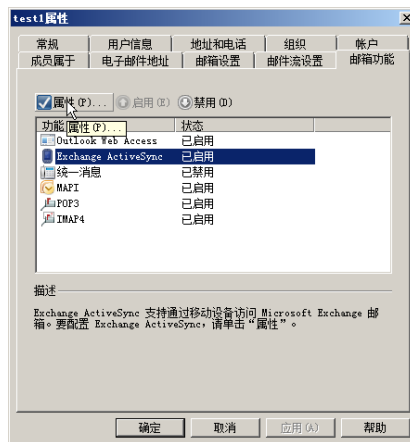 test1属性
常规 用户信息 地址和电话 组织 帐户
成员属于 电子邮件地址 邮箱设置 邮件流设置 邮箱功能
属性(P)... 启用(E) 禁用(D)
功能 状态
属性(P)...
Outlook Web Access 已启用
Exchange ActiveSync 已启用
统一消息 已禁用
MAPI 已启用
POP3 已启用
IMAP4 已启用
描述
Exchange ActiveSync 支持通过移动设备访问 Microsoft Exchange 邮
箱。要配置 Exchange ActiveSync，请单击“属性”。
确定 取消 应用(A) 帮助